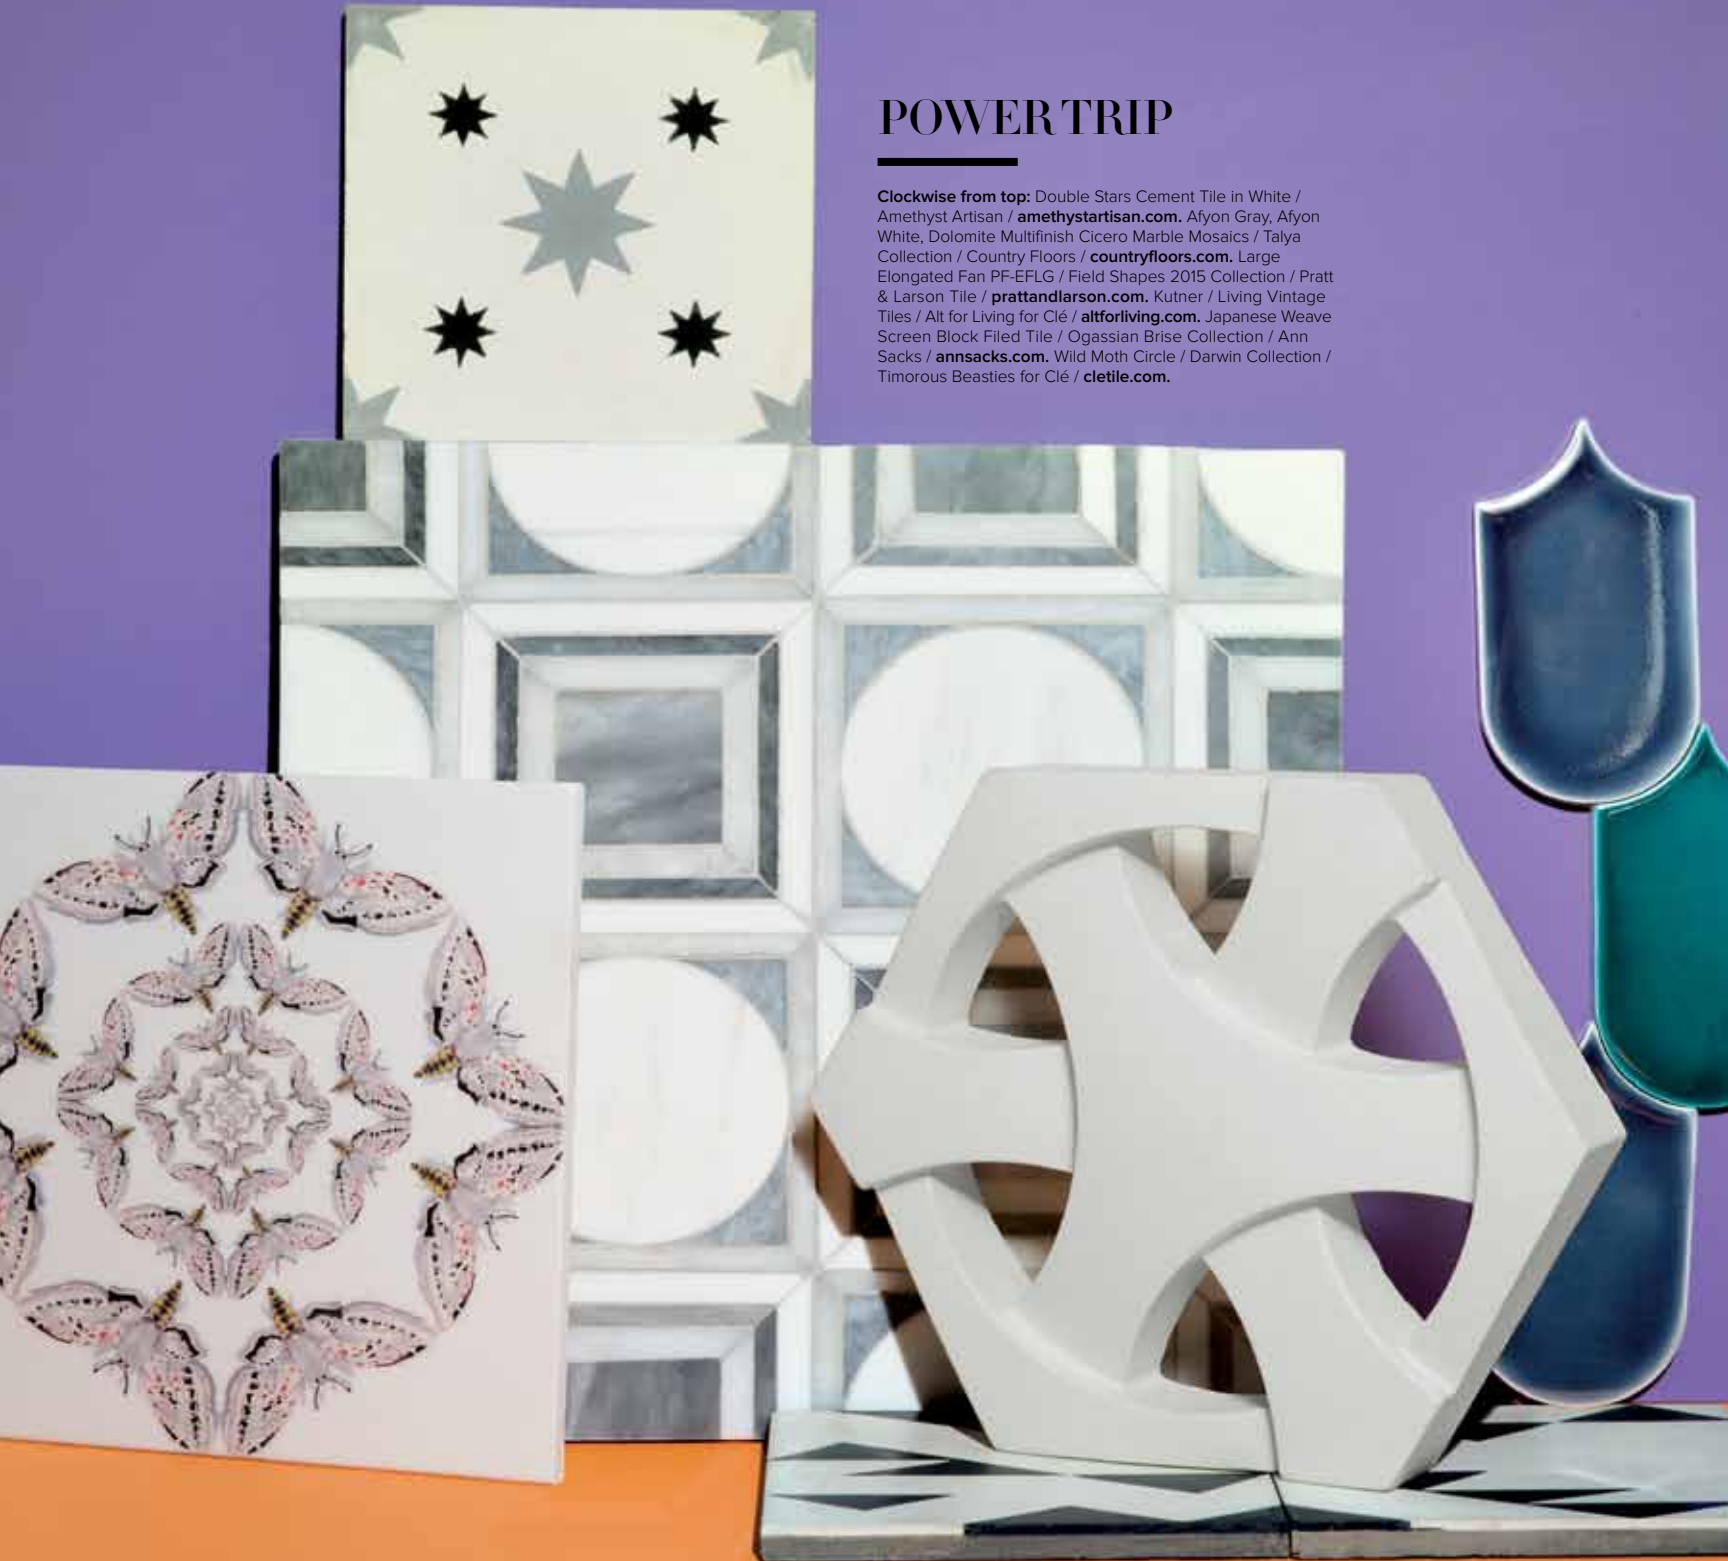 POWER TRIP
Clockwise from top: Double Stars Cement Tile in White /
Amethyst Artisan / amethystartisan.com. Afyon Gray, Afyon
White, Dolomite Multifinish Cicero Marble Mosaics / Talya
Collection / Country Floors / countryfloors.com. Large
Elongated Fan PF-EFLG / Field Shapes 2015 Collection / Pratt
& Larson Tile / prattandlarson.com. Kutner / Living Vintage
Tiles / Alt for Living for Clé / altforliving.com. Japanese Weave
Screen Block Filed Tile / Ogassian Brise Collection / Ann
Sacks / annsacks.com. Wild Moth Circle / Darwin Collection /
Timorous Beasties for Clé / cletile.com.